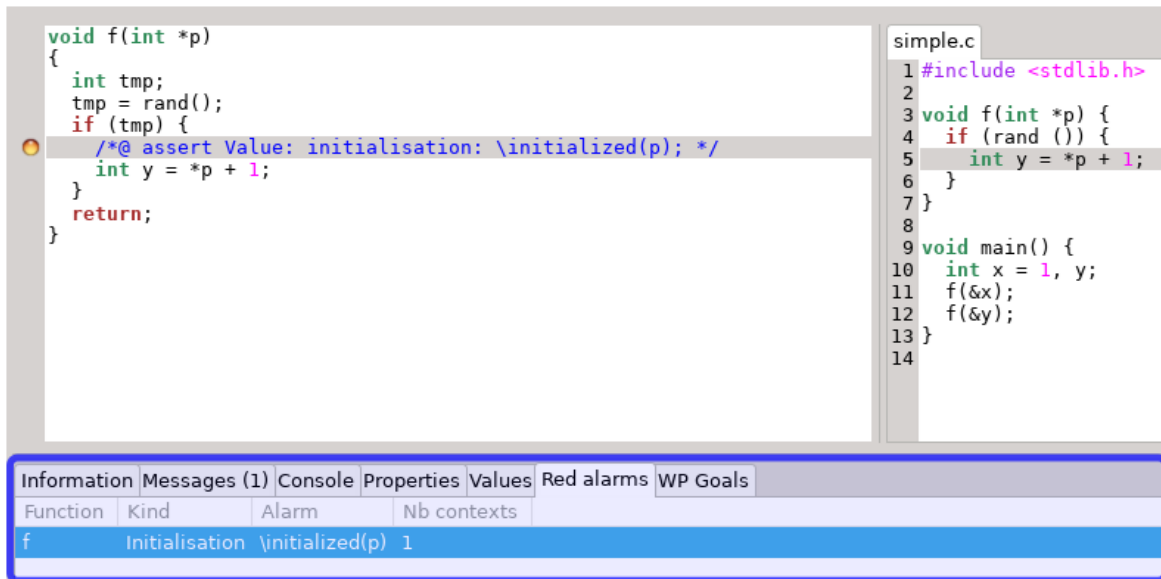 void f(int *p)
{
  int tmp;
  tmp = rand();
  if (tmp) {
    /*@ assert Value: initialisation: \initialized(p); */
    int y = *p + 1;
  }
  return;
}
simple.c
1 #include <stdlib.h>
2
3 void f(int *p) {
4   if (rand ()) {
5     int y = *p + 1;
6   }
7 }
8
9 void main() {
10   int x = 1, y;
11   f(&x);
12   f(&y);
13 }
14
Information Messages (1) Console Properties Values Red alarms WP Goals
Function Kind Alarm Nb contexts
f Initialisation \initialized(p) 1